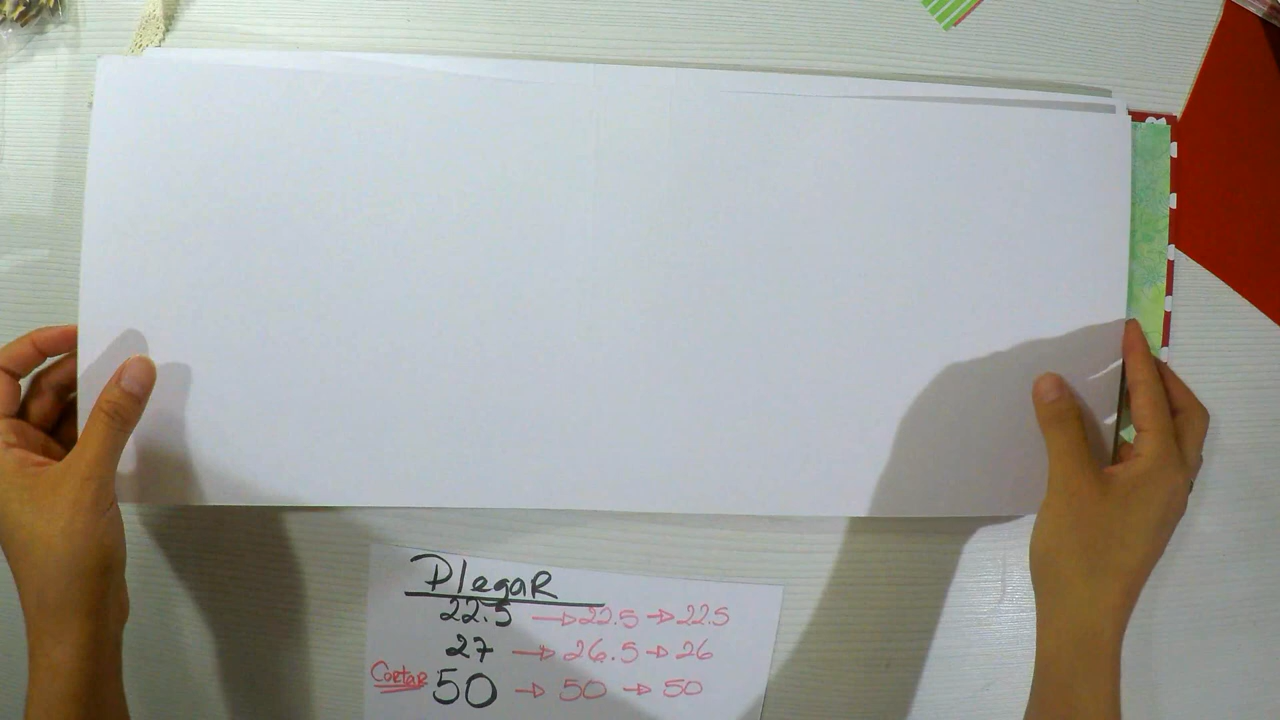 PlegaR
22.5 → 22.5 → 22.5
27 → 26.5 → 26
Cortar 50 → 50 → 50